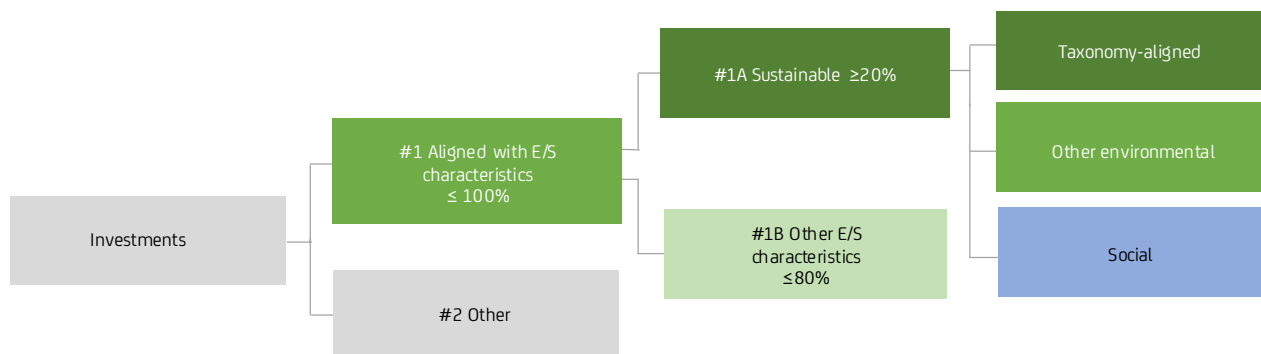 Investments
#1 Aligned with E/S
characteristics
≤ 100%
#2 Other
#1A Sustainable ≥20%
#1B Other E/S
characteristics
≤80%
Taxonomy-aligned
Other environmental
Social